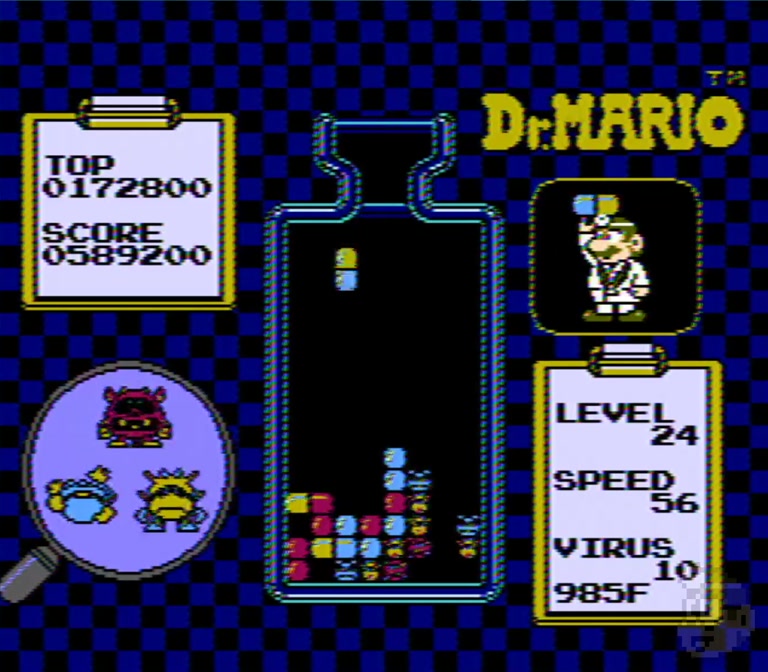 TM
Dr.MARIO
TOP
0172800
SCORE
0589200
LEVEL
24
SPEED
56
VIRUS
10
985F